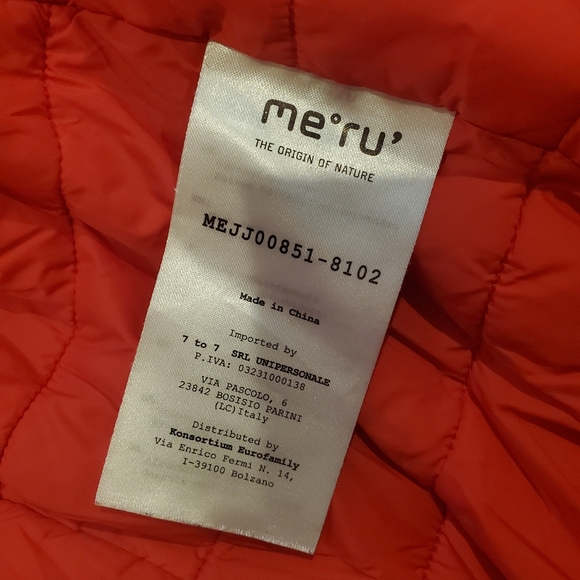 me°ru'
THE ORIGIN OF NATURE
MEJJ00851-8102
Made in China
Imported by
7 to 7 SRL UNIPERSONALE
P.IVA: 03231000138
VIA PASCOLO, 6
23842 BOSISIO PARINI
(LC)Italy
Distributed by
Konsortium Eurofamily
Via Enrico Fermi N. 14,
I-39100 Bolzano